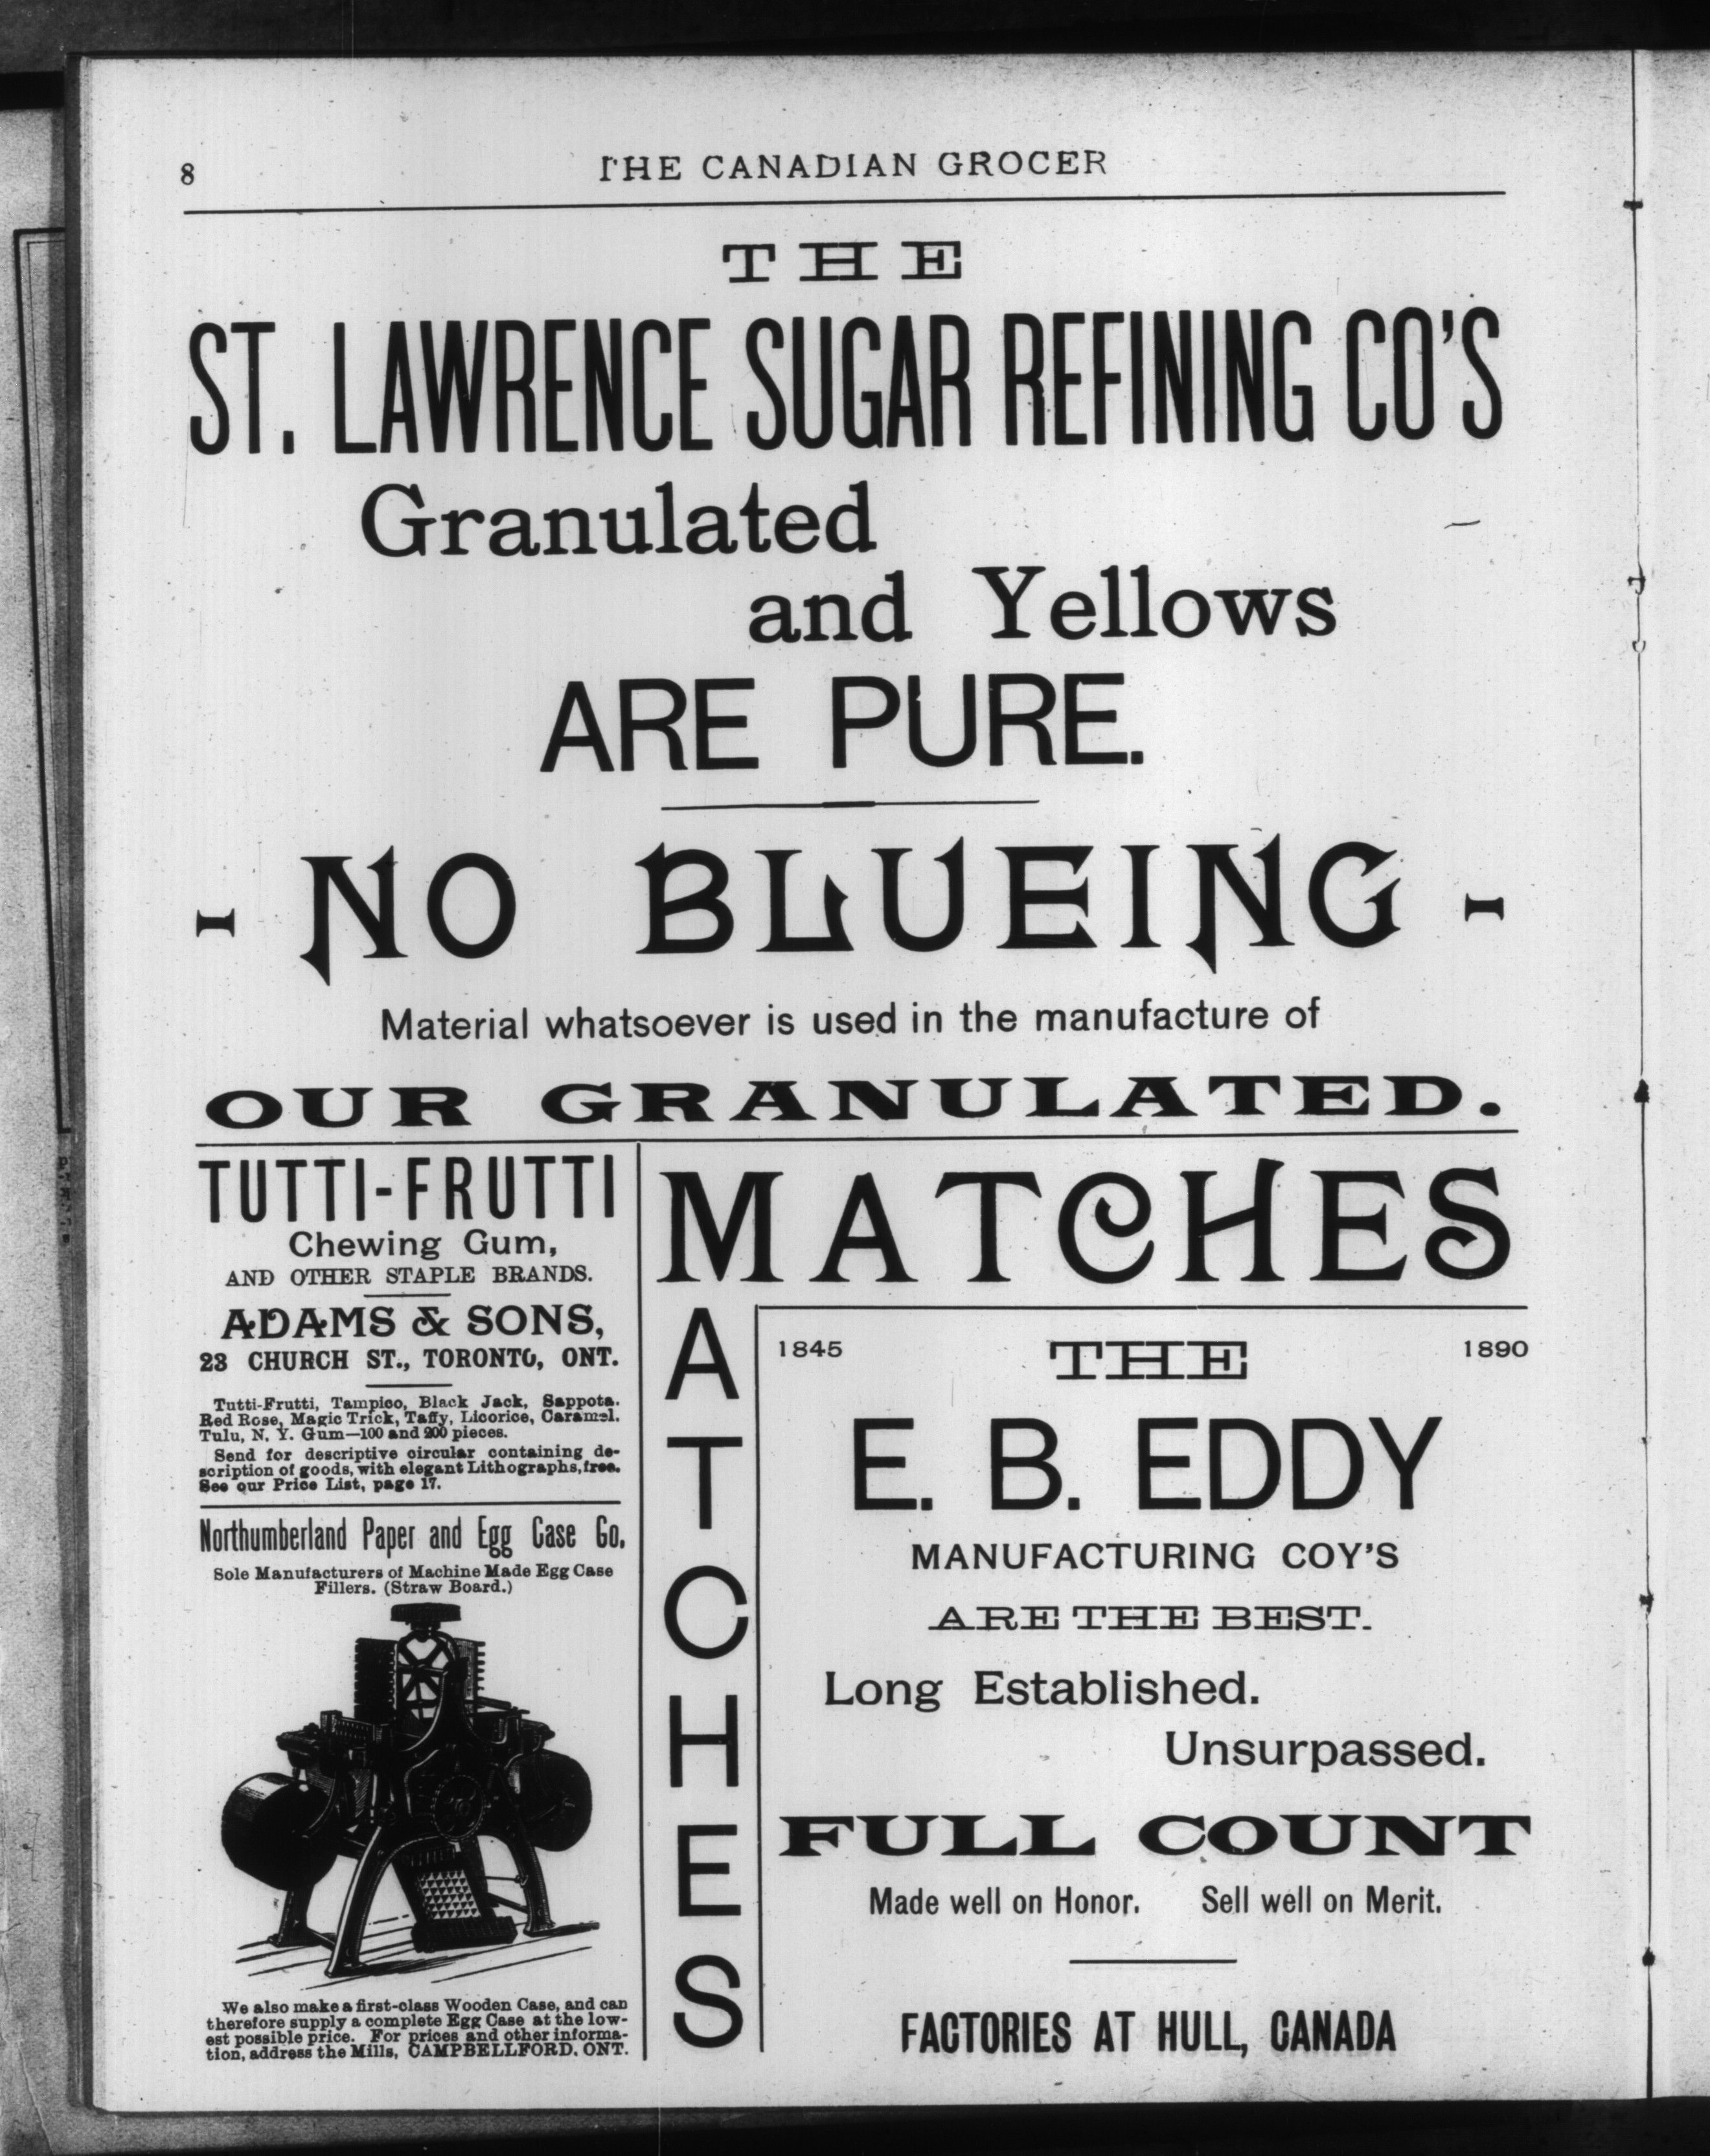 8
THE CANADIAN GROCER
THE
ST. LAWRENCE SUGAR REFINING CO'S
Granulated
and Yellows
ARE PURE.
- NO BLUEING -
Material whatsoever is used in the manufacture of
OUR GRANULATED.
TUTTI-FRUTTI
Chewing Gum,
AND OTHER STAPLE BRANDS.
ADAMS & SONS,
23 CHURCH ST., TORONTO, ONT.
Tutti-Frutti, Tampico, Black Jack, Sappota.
Red Rose, Magic Trick, Taffy, Licorice, Caramel.
Tulu, N. Y. Gum—100 and 200 pieces.
Send for descriptive circular containing de-
scription of goods, with elegant Lithographs, free.
See our Price List, page 17.
Northumberland Paper and Egg Case Co.
Sole Manufacturers of Machine Made Egg Case
Fillers. (Straw Board.)
We also make a first-class Wooden Case, and can
therefore supply a complete Egg Case at the low-
est possible price. For prices and other informa-
tion, address the Mills, CAMPBELLFORD, ONT.
MATCHES
A
T
C
H
E
S
1845 THE 1890
E. B. EDDY
MANUFACTURING COY'S
ARE THE BEST.
Long Established.
Unsurpassed.
FULL COUNT
Made well on Honor. Sell well on Merit.
FACTORIES AT HULL, CANADA